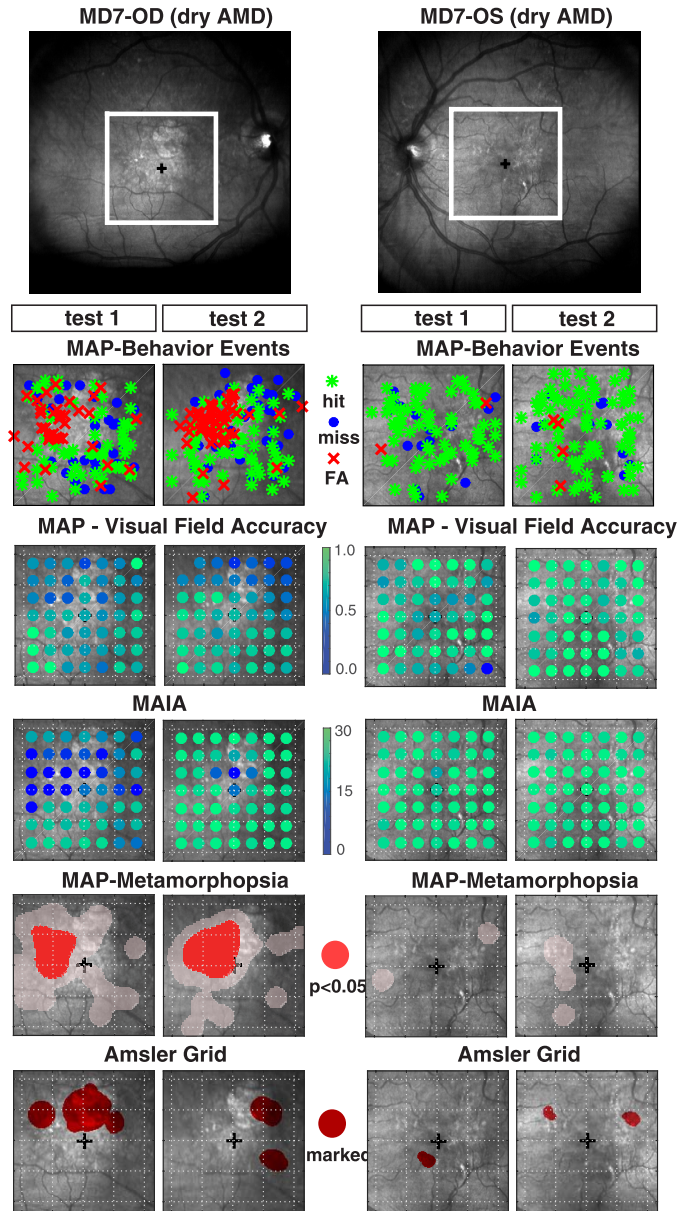 MD7-OD (dry AMD)
MD7-OS (dry AMD)
test 1
test 2
test 1
test 2
MAP-Behavior Events
MAP-Behavior Events
hit
miss
FA
MAP - Visual Field Accuracy
MAP - Visual Field Accuracy
1.0
0.5
0.0
MAIA
MAIA
30
15
0
MAP-Metamorphopsia
MAP-Metamorphopsia
p<0.05
Amsler Grid
Amsler Grid
marked